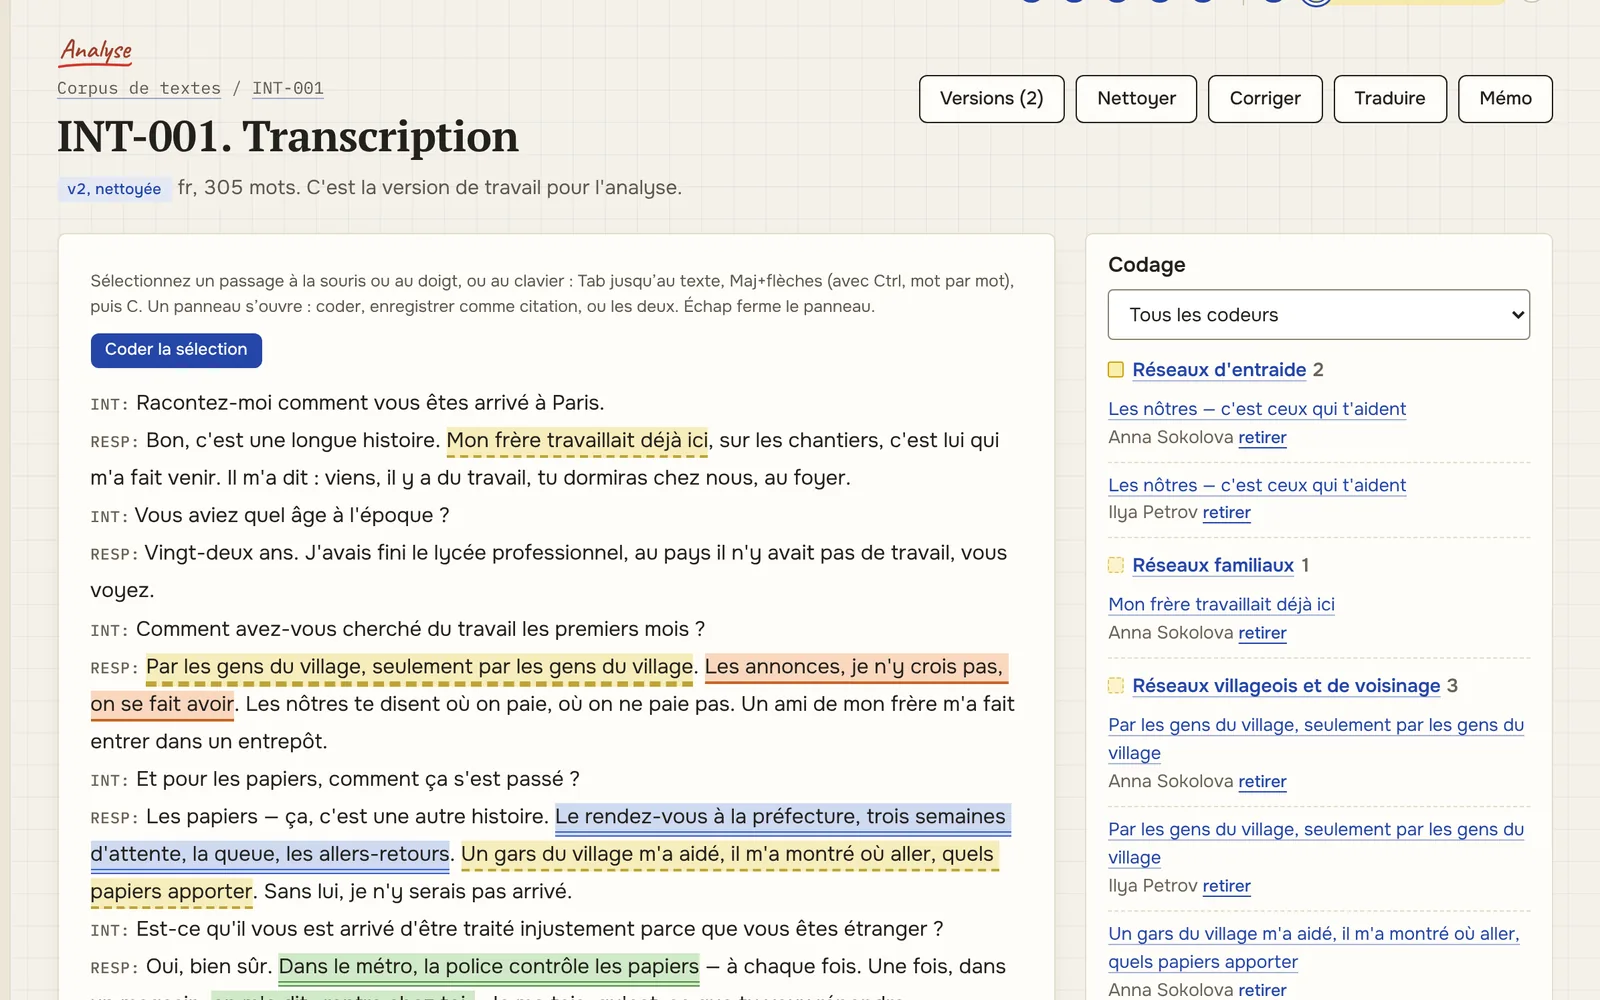 Analyse
Corpus de textes / INT-001
INT-001. Transcription
v2, nettoyée fr, 305 mots. C'est la version de travail pour l'analyse.
Versions (2)
Nettoyer
Corriger
Traduire
Mémo
Sélectionnez un passage à la souris ou au doigt, ou au clavier : Tab jusqu’au texte, Maj+flèches (avec Ctrl, mot par mot),
puis C. Un panneau s’ouvre : coder, enregistrer comme citation, ou les deux. Échap ferme le panneau.
Coder la sélection
INT: Racontez-moi comment vous êtes arrivé à Paris.
RESP: Bon, c'est une longue histoire. Mon frère travaillait déjà ici, sur les chantiers, c'est lui qui
m'a fait venir. Il m'a dit : viens, il y a du travail, tu dormiras chez nous, au foyer.
INT: Vous aviez quel âge à l'époque ?
RESP: Vingt-deux ans. J'avais fini le lycée professionnel, au pays il n'y avait pas de travail, vous
voyez.
INT: Comment avez-vous cherché du travail les premiers mois ?
RESP: Par les gens du village, seulement par les gens du village. Les annonces, je n'y crois pas,
on se fait avoir. Les nôtres te disent où on paie, où on ne paie pas. Un ami de mon frère m'a fait
entrer dans un entrepôt.
INT: Et pour les papiers, comment ça s'est passé ?
RESP: Les papiers — ça, c'est une autre histoire. Le rendez-vous à la préfecture, trois semaines
d'attente, la queue, les allers-retours. Un gars du village m'a aidé, il m'a montré où aller, quels
papiers apporter. Sans lui, je n'y serais pas arrivé.
INT: Est-ce qu'il vous est arrivé d'être traité injustement parce que vous êtes étranger ?
RESP: Oui, bien sûr. Dans le métro, la police contrôle les papiers — à chaque fois. Une fois, dans
Codage
Tous les codeurs
Réseaux d'entraide 2
Les nôtres — c'est ceux qui t'aident
Anna Sokolova retirer
Les nôtres — c'est ceux qui t'aident
Ilya Petrov retirer
Réseaux familiaux 1
Mon frère travaillait déjà ici
Anna Sokolova retirer
Réseaux villageois et de voisinage 3
Par les gens du village, seulement par les gens du
village
Anna Sokolova retirer
Par les gens du village, seulement par les gens du
village
Ilya Petrov retirer
Un gars du village m'a aidé, il m'a montré où aller,
quels papiers apporter
Anna Sokolova retirer